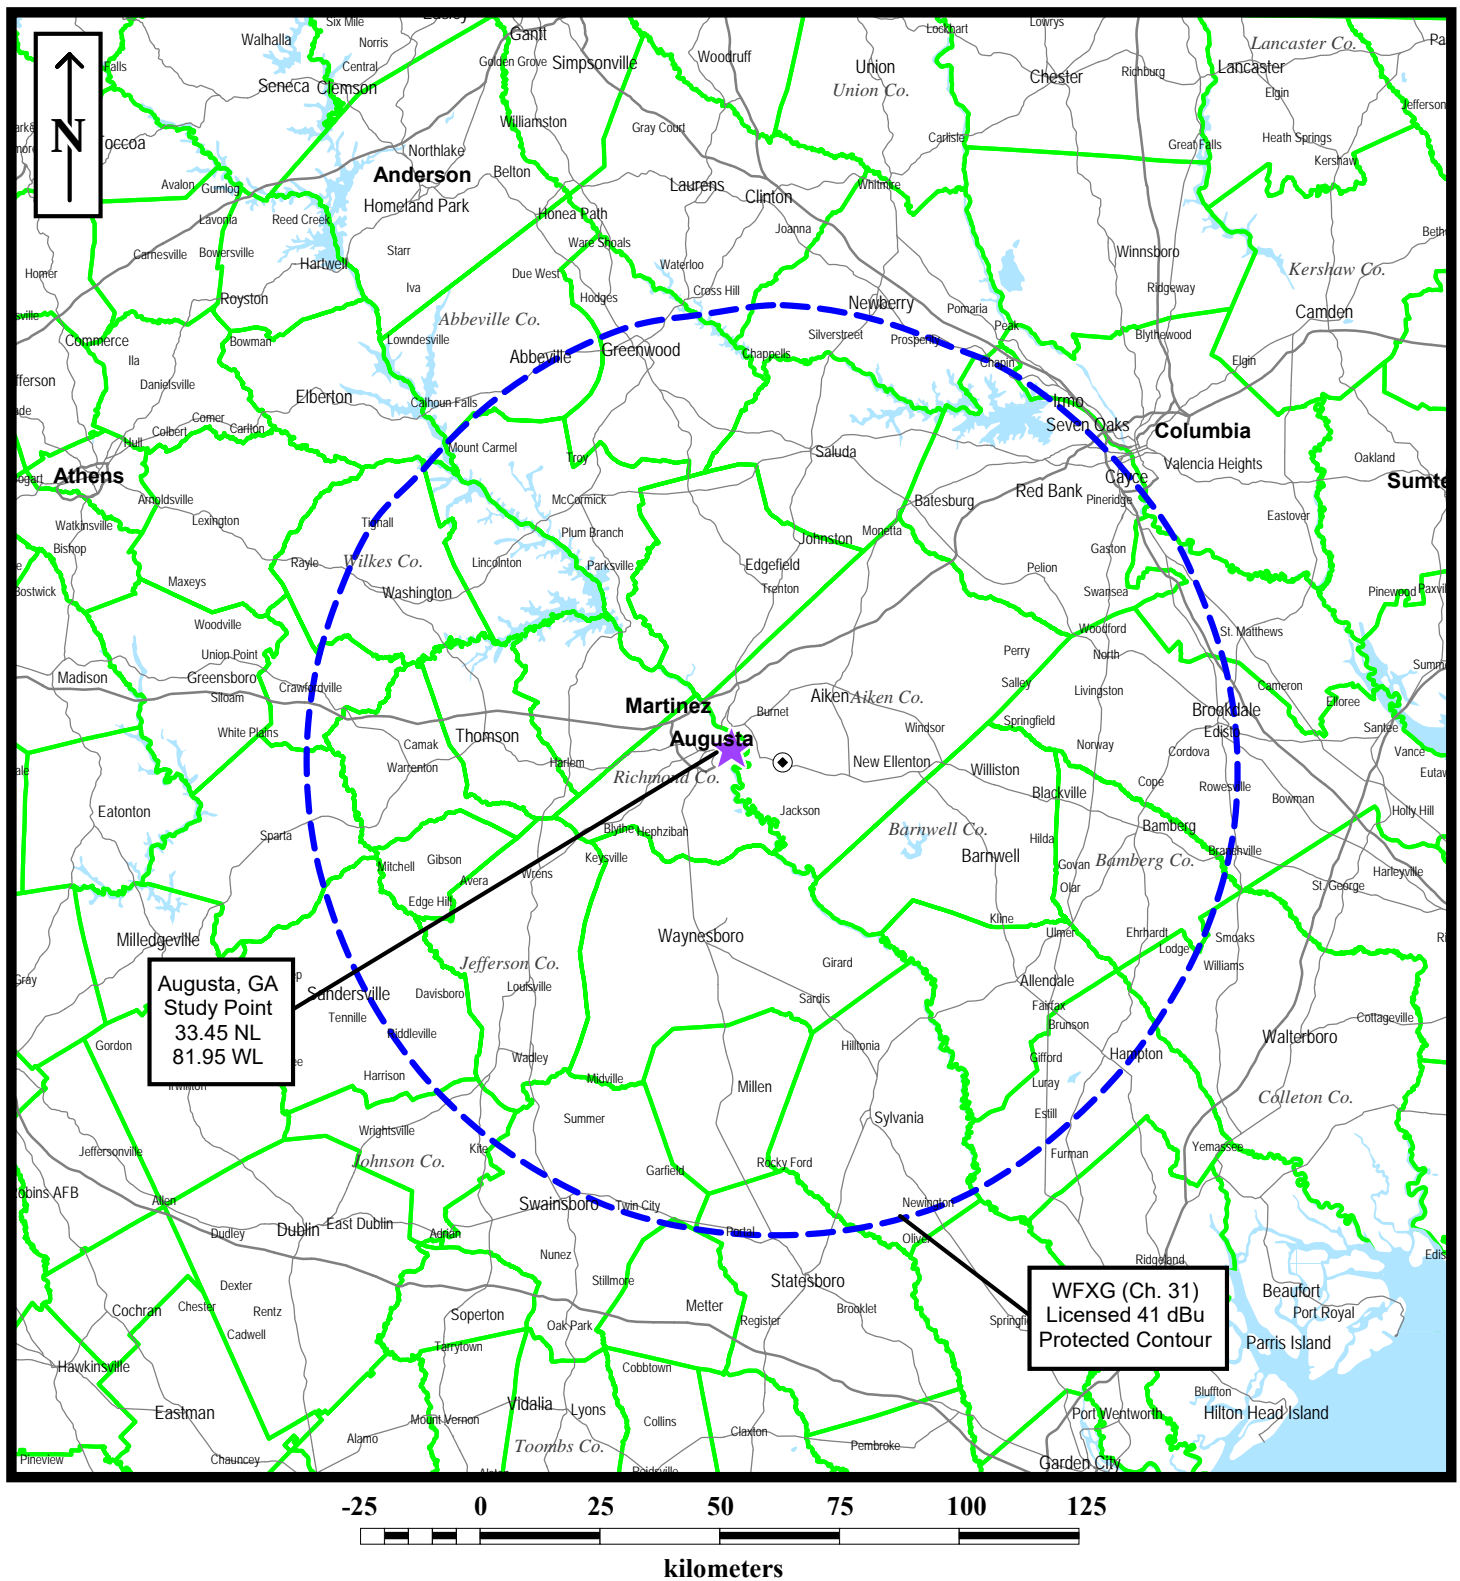 Six Mile
Lowrys
Lockhart
Walhalla
Norris
Gantt
Golden Grove
Simpsonville
Woodruff
Union
Union Co.
Chester
Richburg
Lancaster Co.
Lancaster
Elgin
Falls
Central
Seneca
Clemson
N
Williamston
Gray Court
Carlisle
Great Falls
Heath Springs
Kershaw
Northlake
Anderson
Belton
Homeland Park
Laurens
Clinton
Whitmire
Avalon
Gumlog
Lavonia
Reed Creek
Honea Path
Joanna
Carnesville
Bowersville
Starr
Ware Shoals
Winnsboro
Homer
Hartwell
Due West
Waterloo
Kershaw Co.
Royston
Iva
Hodges
Cross Hill
Newberry
Pomaria
Ridgeway
Camden
Abbeville Co.
Peak
Commerce
Bowman
Lowndesville
Silverstreet
Prosperity
Blythewood
Ila
Abbeville
Greenwood
Chappells
Chapin
Elgin
Danielsville
Elberton
Calhoun Falls
Irmo
Comer
Colbert
Carlton
Seven Oaks
Columbia
Hull
Mount Carmel
Troy
Saluda
Valencia Heights
Oakland
Athens
Cayce
Arnoldsville
McCormick
Batesburg
Red Bank
Pineridge
Watkinsville
Lexington
Tignall
Plum Branch
Johnston
Monetta
Eastover
Bishop
Rayle
Wilkes Co.
Lincolnton
Parksville
Edgefield
Pelion
Gaston
Maxeys
Washington
Trenton
Swansea
Pinewood
Bostwick
Woodville
Woodford
St. Matthews
Union Point
Perry
North
Madison
Greensboro
Crawfordville
Salley
Livingston
Cameron
Siloam
Martinez
Burnet
Aiken
Aiken Co.
Elloree
White Plains
Camak
Thomson
Augusta
Windsor
Springfield
Brookdale
Edisto
Santee
Warrenton
Harlem
Richmond Co.
New Ellenton
Williston
Norway
Cordova
Vance
Blackville
Cope
Rowesville
Bowman
Eatonton
Jackson
Holly Hill
Sparta
Blythe
Hephzibah
Barnwell Co.
Hilda
Bamberg
Mitchell
Gibson
Keysville
Barnwell
Govan
Bamberg Co.
Branchville
Avera
Wrens
Olar
Harleyville
Edge Hill
St. George
Milledgeville
Waynesboro
Kline
Ulmer
Ehrhardt
Smoaks
Lodge
Jefferson Co.
Girard
Williams
Gray
Sandersville
Davisboro
Louisville
Sardis
Allendale
Augusta, GA
Study Point
33.45 NL
81.95 WL
Tennille
Fairfax
Cottageville
Riddleville
Brunson
Walterboro
Gordon
Wadley
Hilltonia
Gifford
Hampton
Harrison
Midville
Millen
Luray
Colleton Co.
Summer
Sylvania
Estill
Wrightsville
Jeffersonville
Kite
Furman
Yemassee
Johnson Co.
Garfield
Rocky Ford
Robins AFB
Allen
Swainsboro
Twin City
Newington
Dudley
Dublin
East Dublin
Adrian
Portal
Oliver
Nunez
Ridgeland
Dexter
Stillmore
Statesboro
WFXG (Ch. 31)
Licensed 41 dBu
Protected Contour
Beaufort
Cochran
Chester
Rentz
Soperton
Metter
Brooklet
Port Royal
Cadwell
Oak Park
Register
Parris Island
Hawkinsville
Tarrytown
Cobbtown
Eastman
Mount Vernon
Vidalia
Lyons
Collins
Claxton
Bluffton
Port Wentworth
Hilton Head Island
Alamo
Toombs Co.
Pembroke
Pineview
Chauncey
Garden City
-25 0 25 50 75 100 125
kilometers